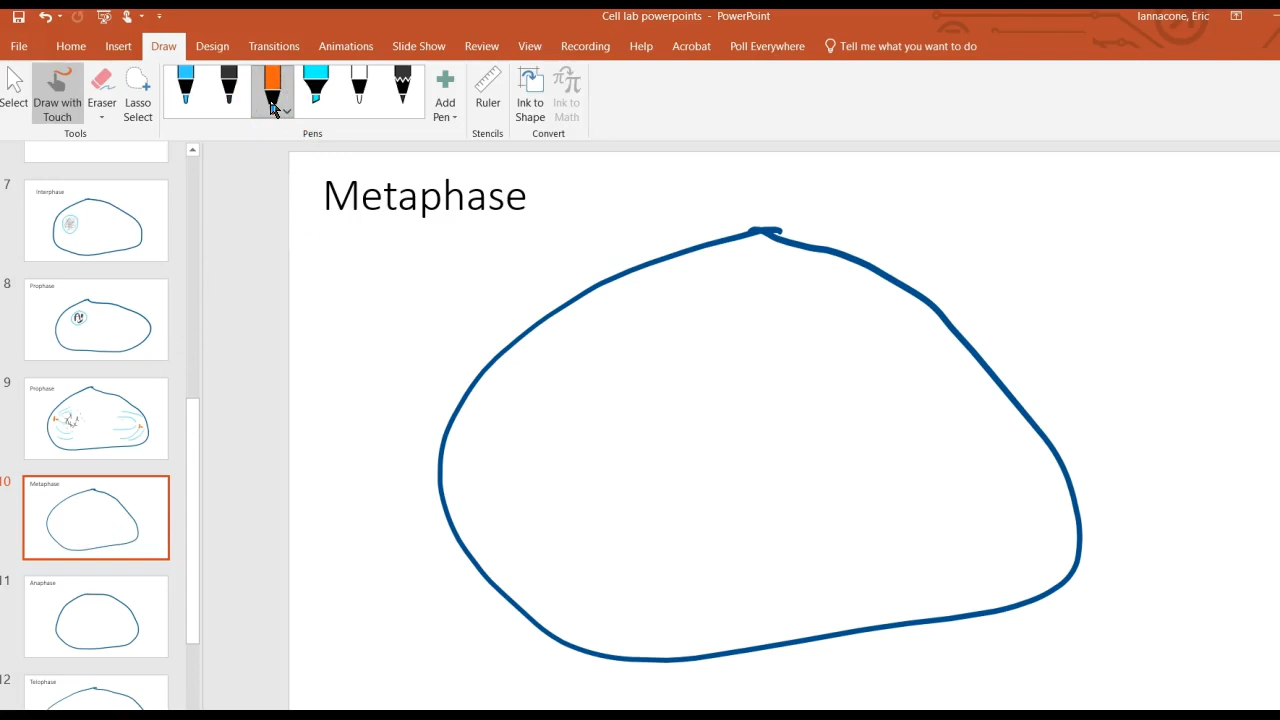 Cell lab powerpoints - PowerPoint
Iannacone, Eric
File Home Insert Draw Design Transitions Animations Slide Show Review View Recording Help Acrobat Poll Everywhere Tell me what you want to do
Select
Draw with Touch
Eraser
Lasso Select
Add Pen
Ruler
Ink to Shape
Ink to Math
Tools
Pens
Stencils
Convert
7
Interphase
8
Prophase
9
Prophase
10
Metaphase
11
Anaphase
12
Telophase
Metaphase